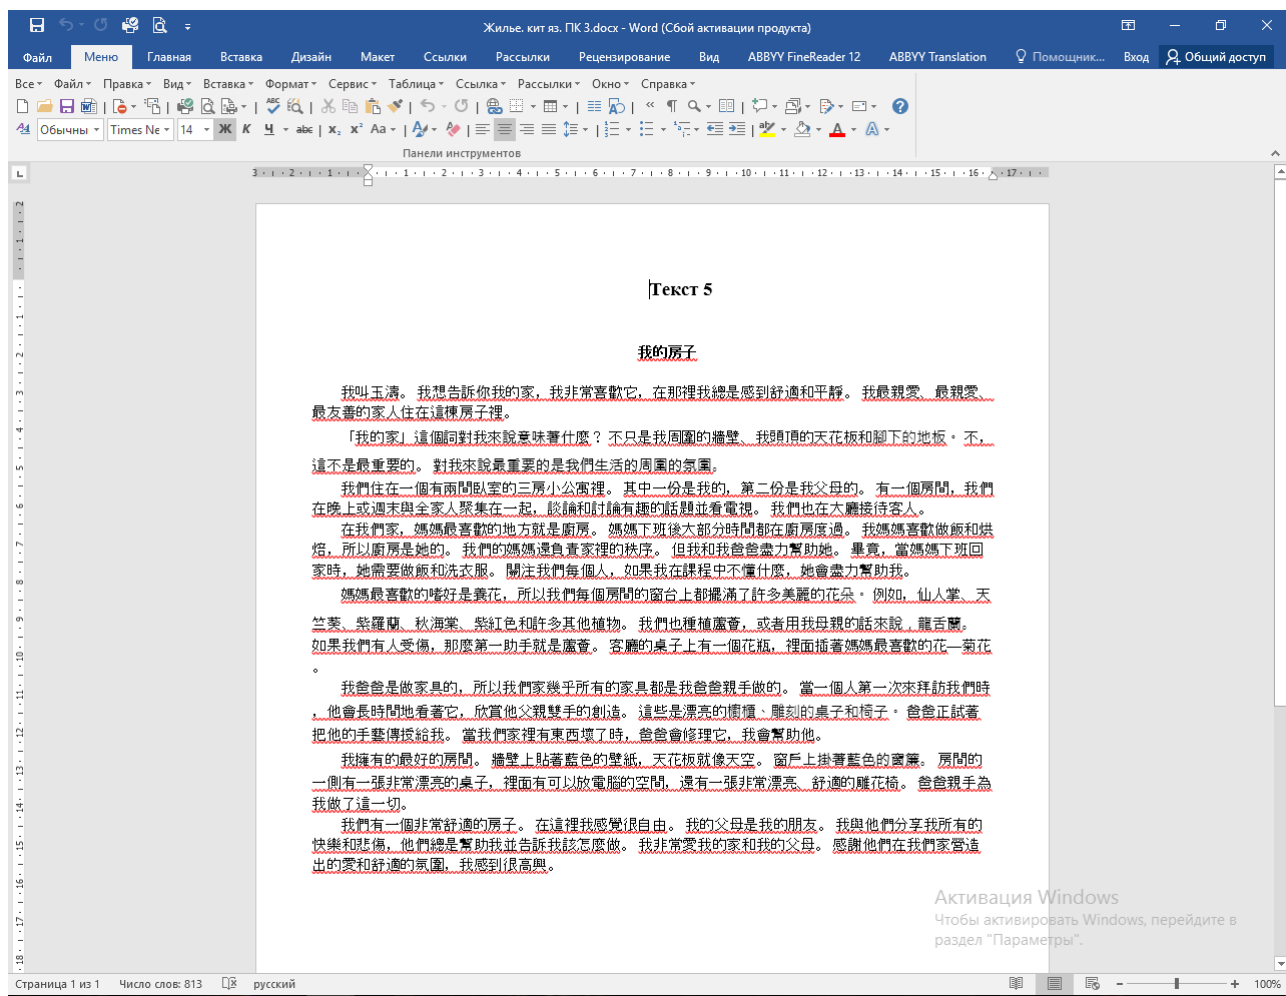 Жилье. кит яз. ПК 3.docx - Word (Сбой активации продукта)
Файл Меню Главная Вставка Дизайн Макет Ссылки Рассылки Рецензирование Вид ABBYY FineReader 12 ABBYY Translation Помощник... Вход Общий доступ
Все Файл Правка Вид Вставка Формат Сервис Таблица Ссылка Рассылки Окно Справка
Обычны Times Ne 14 Ж К Ч abc x₂ x² Aa
Панели инструментов
3 2 1 1 2 3 4 5 6 7 8 9 10 11 12 13 14 15 16 17
Текст 5
我的房子
我叫玉濤。 我想告訴你我的家，我非常喜歡它，在那裡我總是感到舒適和平靜。 我最親愛、最親愛、
最友善的家人住在這棟房子裡。
「我的家」這個詞對我來說意味著什麼？ 不只是我周圍的牆壁、我頭頂的天花板和腳下的地板。 不，
這不是最重要的。 對我來說最重要的是我們生活的周圍的氛圍。
我們住在一個有兩間臥室的三房小公寓裡。 其中一份是我的，第二份是我父母的。 有一個房間，我們
在晚上或週末與全家人聚集在一起，談論和討論有趣的話題並看電視。 我們也在大廳接待客人。
在我們家，媽媽最喜歡的地方就是廚房。 媽媽下班後大部分時間都在廚房度過。 我媽媽喜歡做飯和烘
焙，所以廚房是她的。 我們的媽媽還負責家裡的秩序。 但我和我爸爸盡力幫助她。 畢竟，當媽媽下班回
家時，她需要做飯和洗衣服。 關注我們每個人，如果我在課程中不懂什麼，她會盡力幫助我。
媽媽最喜歡的嗜好是養花，所以我們每個房間的窗台上都擺滿了許多美麗的花朵。 例如，仙人掌、天
竺葵、紫羅蘭、秋海棠、紫紅色和許多其他植物。 我們也種植蘆薈，或者用我母親的話來說，龍舌蘭。
如果我們有人受傷，那麼第一助手就是蘆薈。 客廳的桌子上有一個花瓶，裡面插著媽媽最喜歡的花—菊花
。
我爸爸是做家具的，所以我們家幾乎所有的家具都是我爸爸親手做的。 當一個人第一次來拜訪我們時
，他會長時間地看著它，欣賞他父親雙手的創造。 這些是漂亮的櫥櫃、雕刻的桌子和椅子。 爸爸正試著
把他的手藝傳授給我。 當我們家裡有東西壞了時，爸爸會修理它，我會幫助他。
我擁有的最好的房間。 牆壁上貼著藍色的壁紙，天花板就像天空。 窗戶上掛著藍色的窗簾。 房間的
一側有一張非常漂亮的桌子，裡面有可以放電腦的空間，還有一張非常漂亮、舒適的雕花椅。 爸爸親手為
我做了這一切。
我們有一個非常舒適的房子。 在這裡我感覺很自由。 我的父母是我的朋友。 我與他們分享我所有的
快樂和悲傷，他們總是幫助我並告訴我該怎麼做。 我非常愛我的家和我的父母。 感謝他們在我們家營造
出的愛和舒適的氛圍，我感到很高興。
Активация Windows
Чтобы активировать Windows, перейдите в
раздел "Параметры".
Страница 1 из 1 Число слов: 813 русский 100%